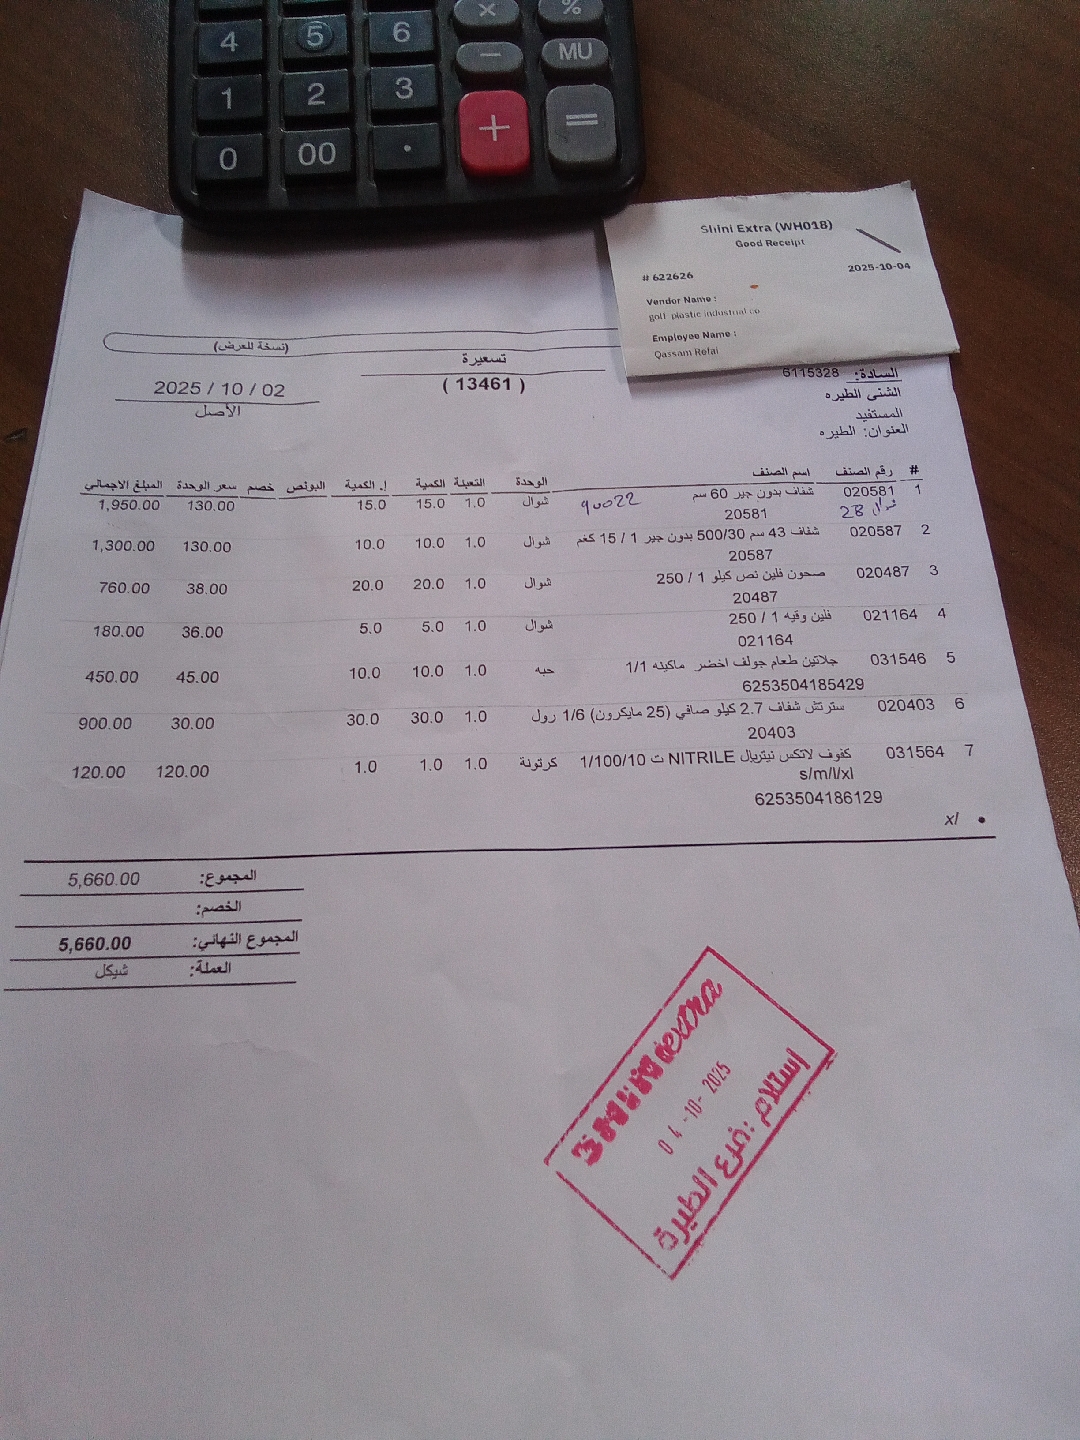 4 5 6 × %
1 2 3 − MU
0 00 . + =
Shini Extra (WH018)
Good Receipt
# 622626 2025-10-04
Vendor Name :
golf plastic industrial co
Employee Name :
Qassam Refai
(نسخة للعرض)
تسعيرة
( 13461 )
2025 / 10 / 02
الأصل
السادة: 6115328
الشني الطيره
المستفيد
العنوان: الطيره
# رقم الصنف اسم الصنف الوحدة التعبئة الكمية إ. الكمية البونص خصم سعر الوحدة المبلغ الاجمالي
1 020581 شفاف بدون جير 60 سم شوال 1.0 15.0 15.0 130.00 1,950.00
20581
90022
شوال 28
2 020587 شفاف 43 سم 500/30 بدون جير 1 / 15 كغم شوال 1.0 10.0 10.0 130.00 1,300.00
20587
3 020487 صحون فلين نص كيلو 1 / 250 شوال 1.0 20.0 20.0 38.00 760.00
20487
4 021164 فلين وقيه 1 / 250 شوال 1.0 5.0 5.0 36.00 180.00
021164
5 031546 جلاتين طعام جولف اخضر ماكينه 1/1 حبه 1.0 10.0 10.0 45.00 450.00
6253504185429
6 020403 سترتش شفاف 2.7 كيلو صافي (25 مايكرون) 1/6 رول 1.0 30.0 30.0 30.00 900.00
20403
7 031564 كفوف لاتكس نيتريال NITRILE ت 1/100/10 كرتونة 1.0 1.0 1.0 120.00 120.00
s/m/l/xl
6253504186129
• xl
المجموع: 5,660.00
الخصم:
المجموع النهائي: 5,660.00
العملة: شيكل
extra
04-10-2025
إستلام : فرع الطيرة